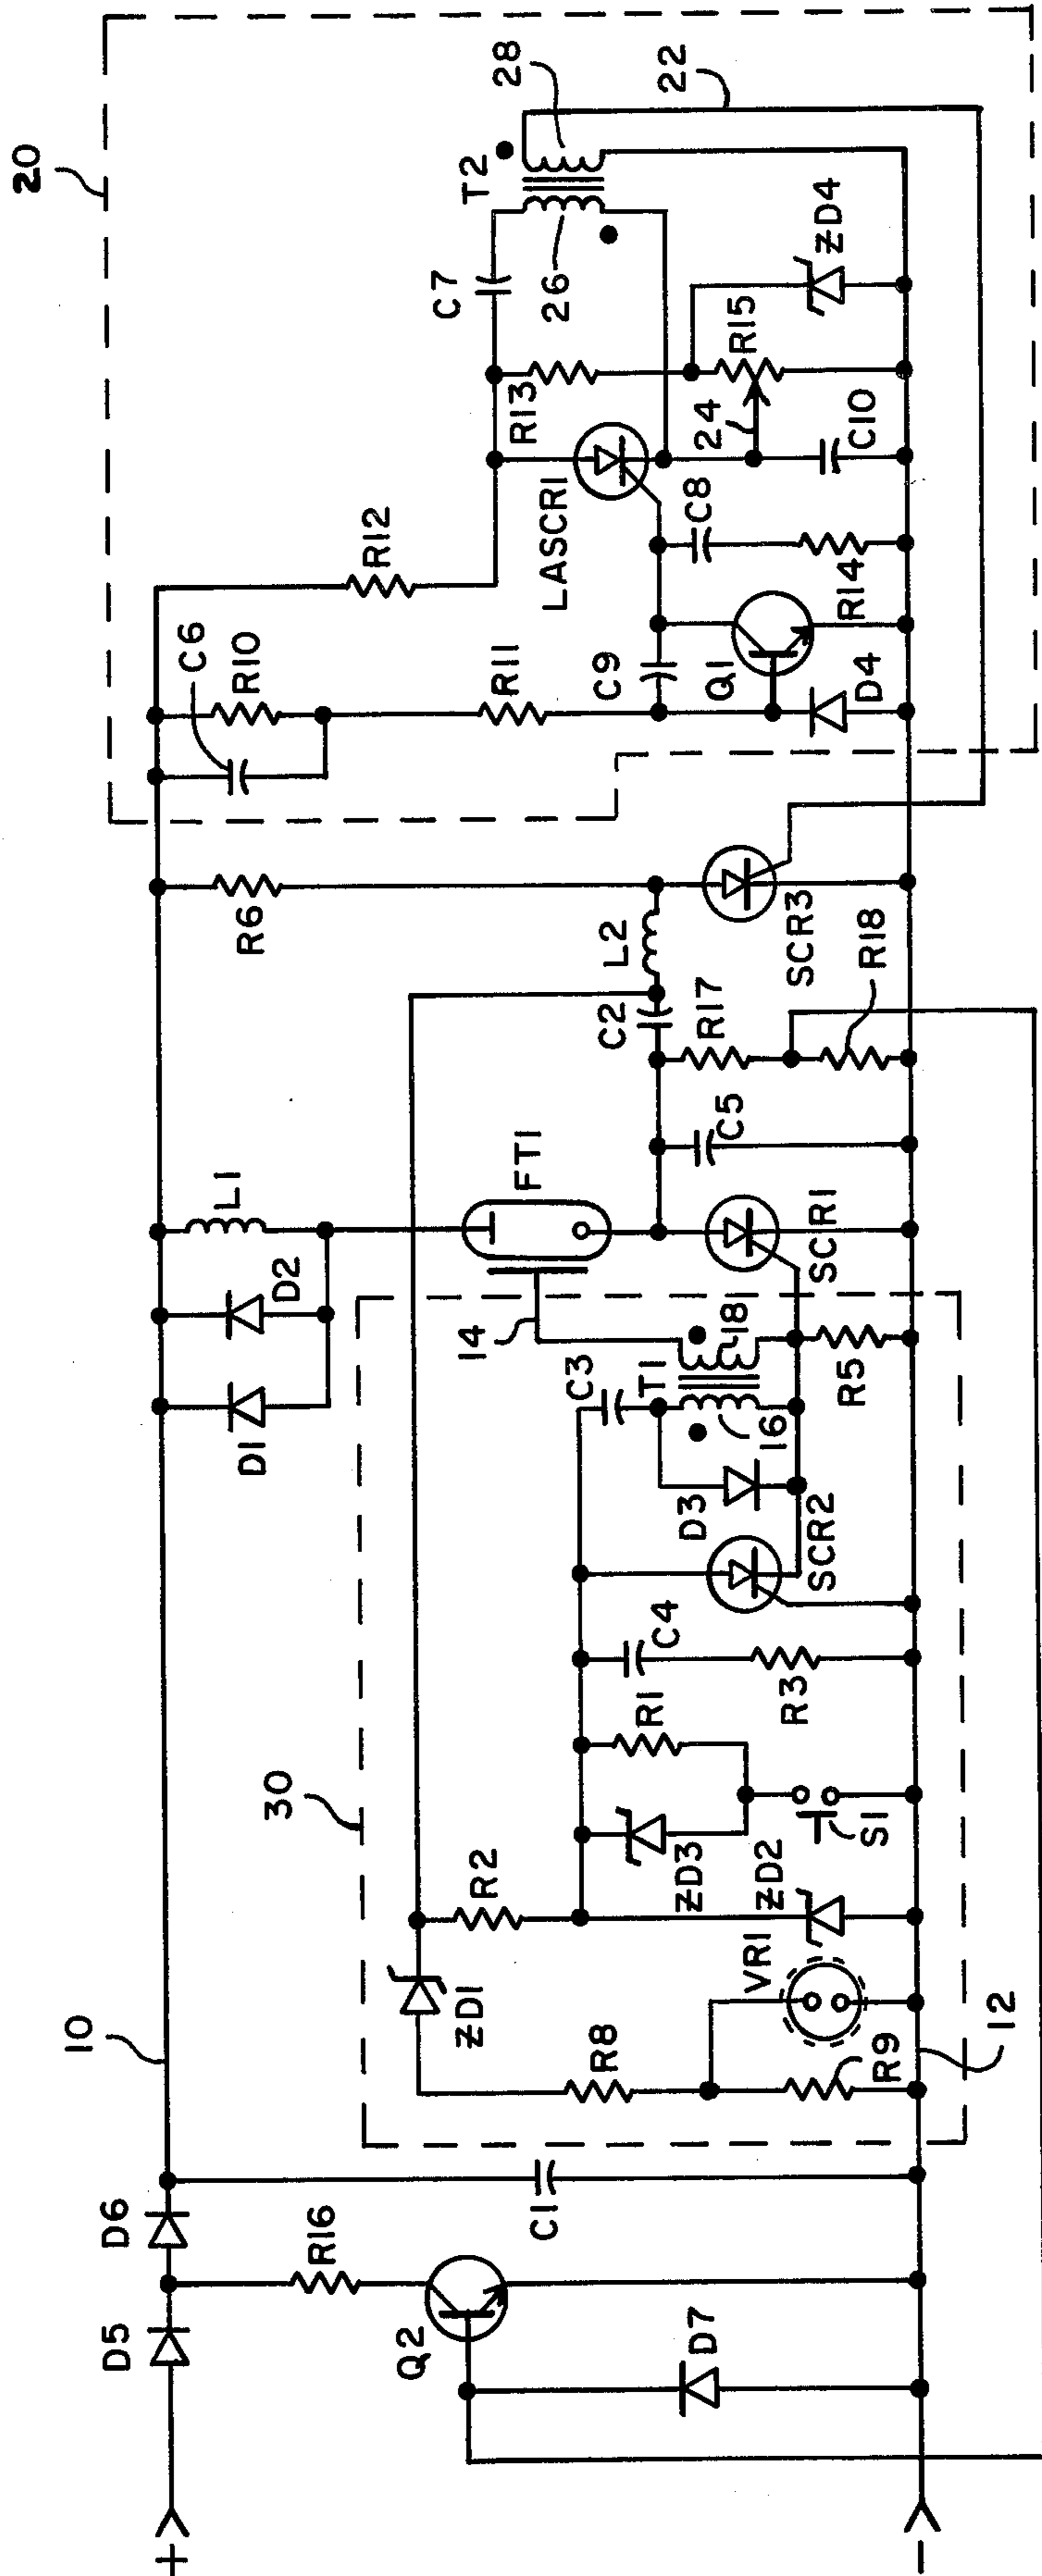 20
10
30
+
D5
D6
R16
Q2
D7
C1
ZD1
R8
R9
VR1
12
R2
ZD2
ZD3
S1
R1
C4
R3
SCR2
D3
C3
T1
16
18
14
R5
D1
D2
L1
FT1
SCR1
C5
C2
R17
R18
L2
R6
SCR3
C6
R10
R11
C9
Q1
D4
R12
LASCR1
C8
R14
R13
24
C10
R15
ZD4
C7
26
T2
28
22
-